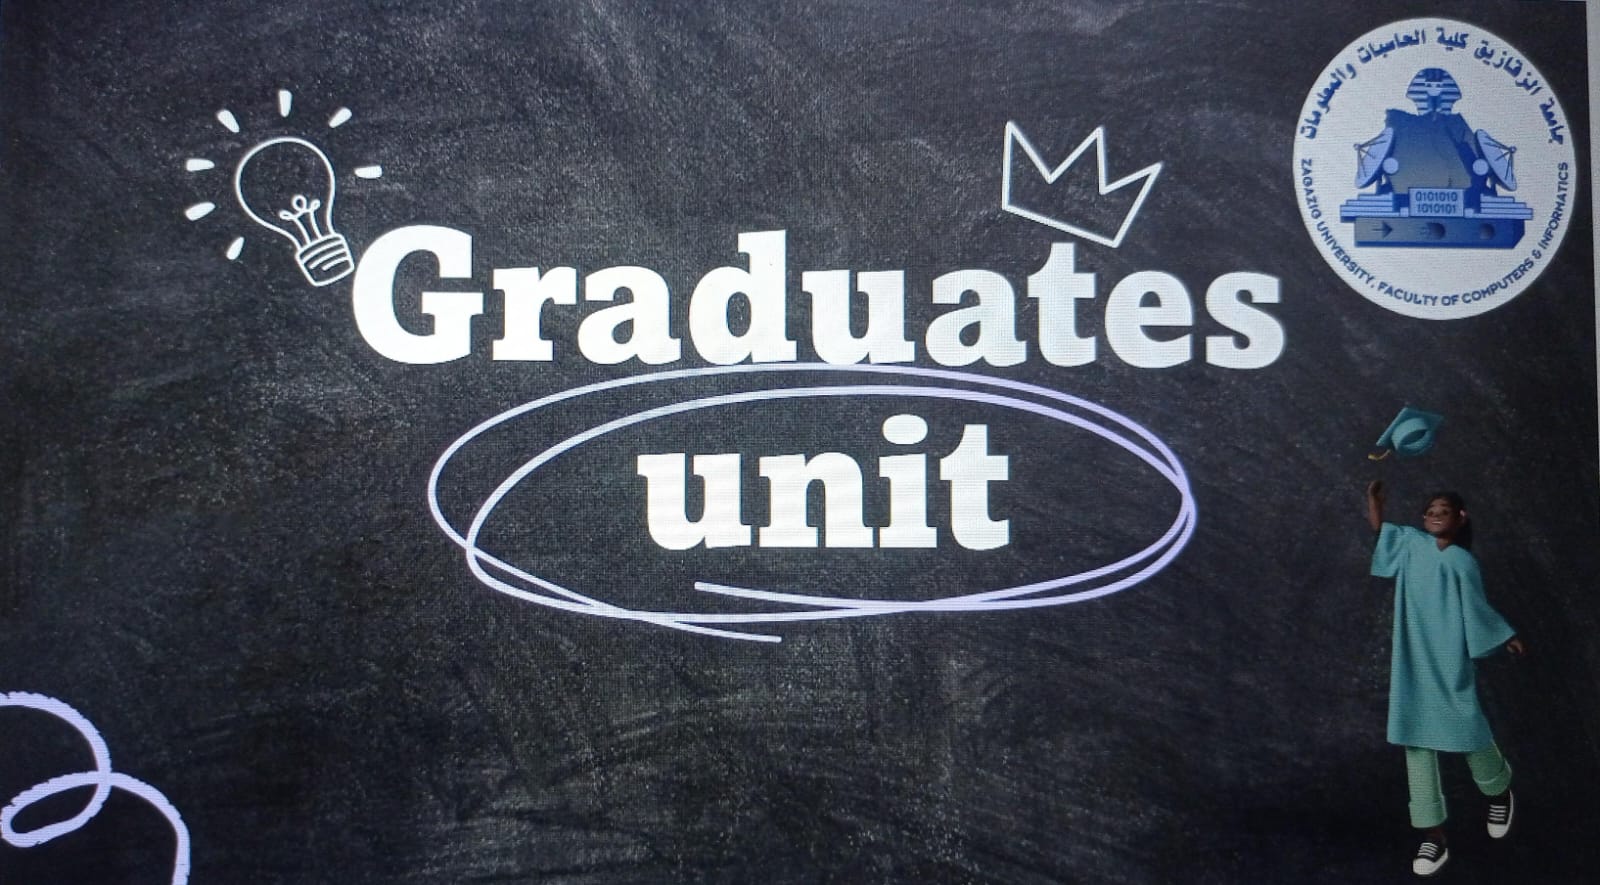 جامعة الزقازيق كلية الحاسبات والمعلومات
0101010
1010101
ZAGAZIG UNIVERSITY, FACULTY OF COMPUTERS & INFORMATICS
Graduates
unit